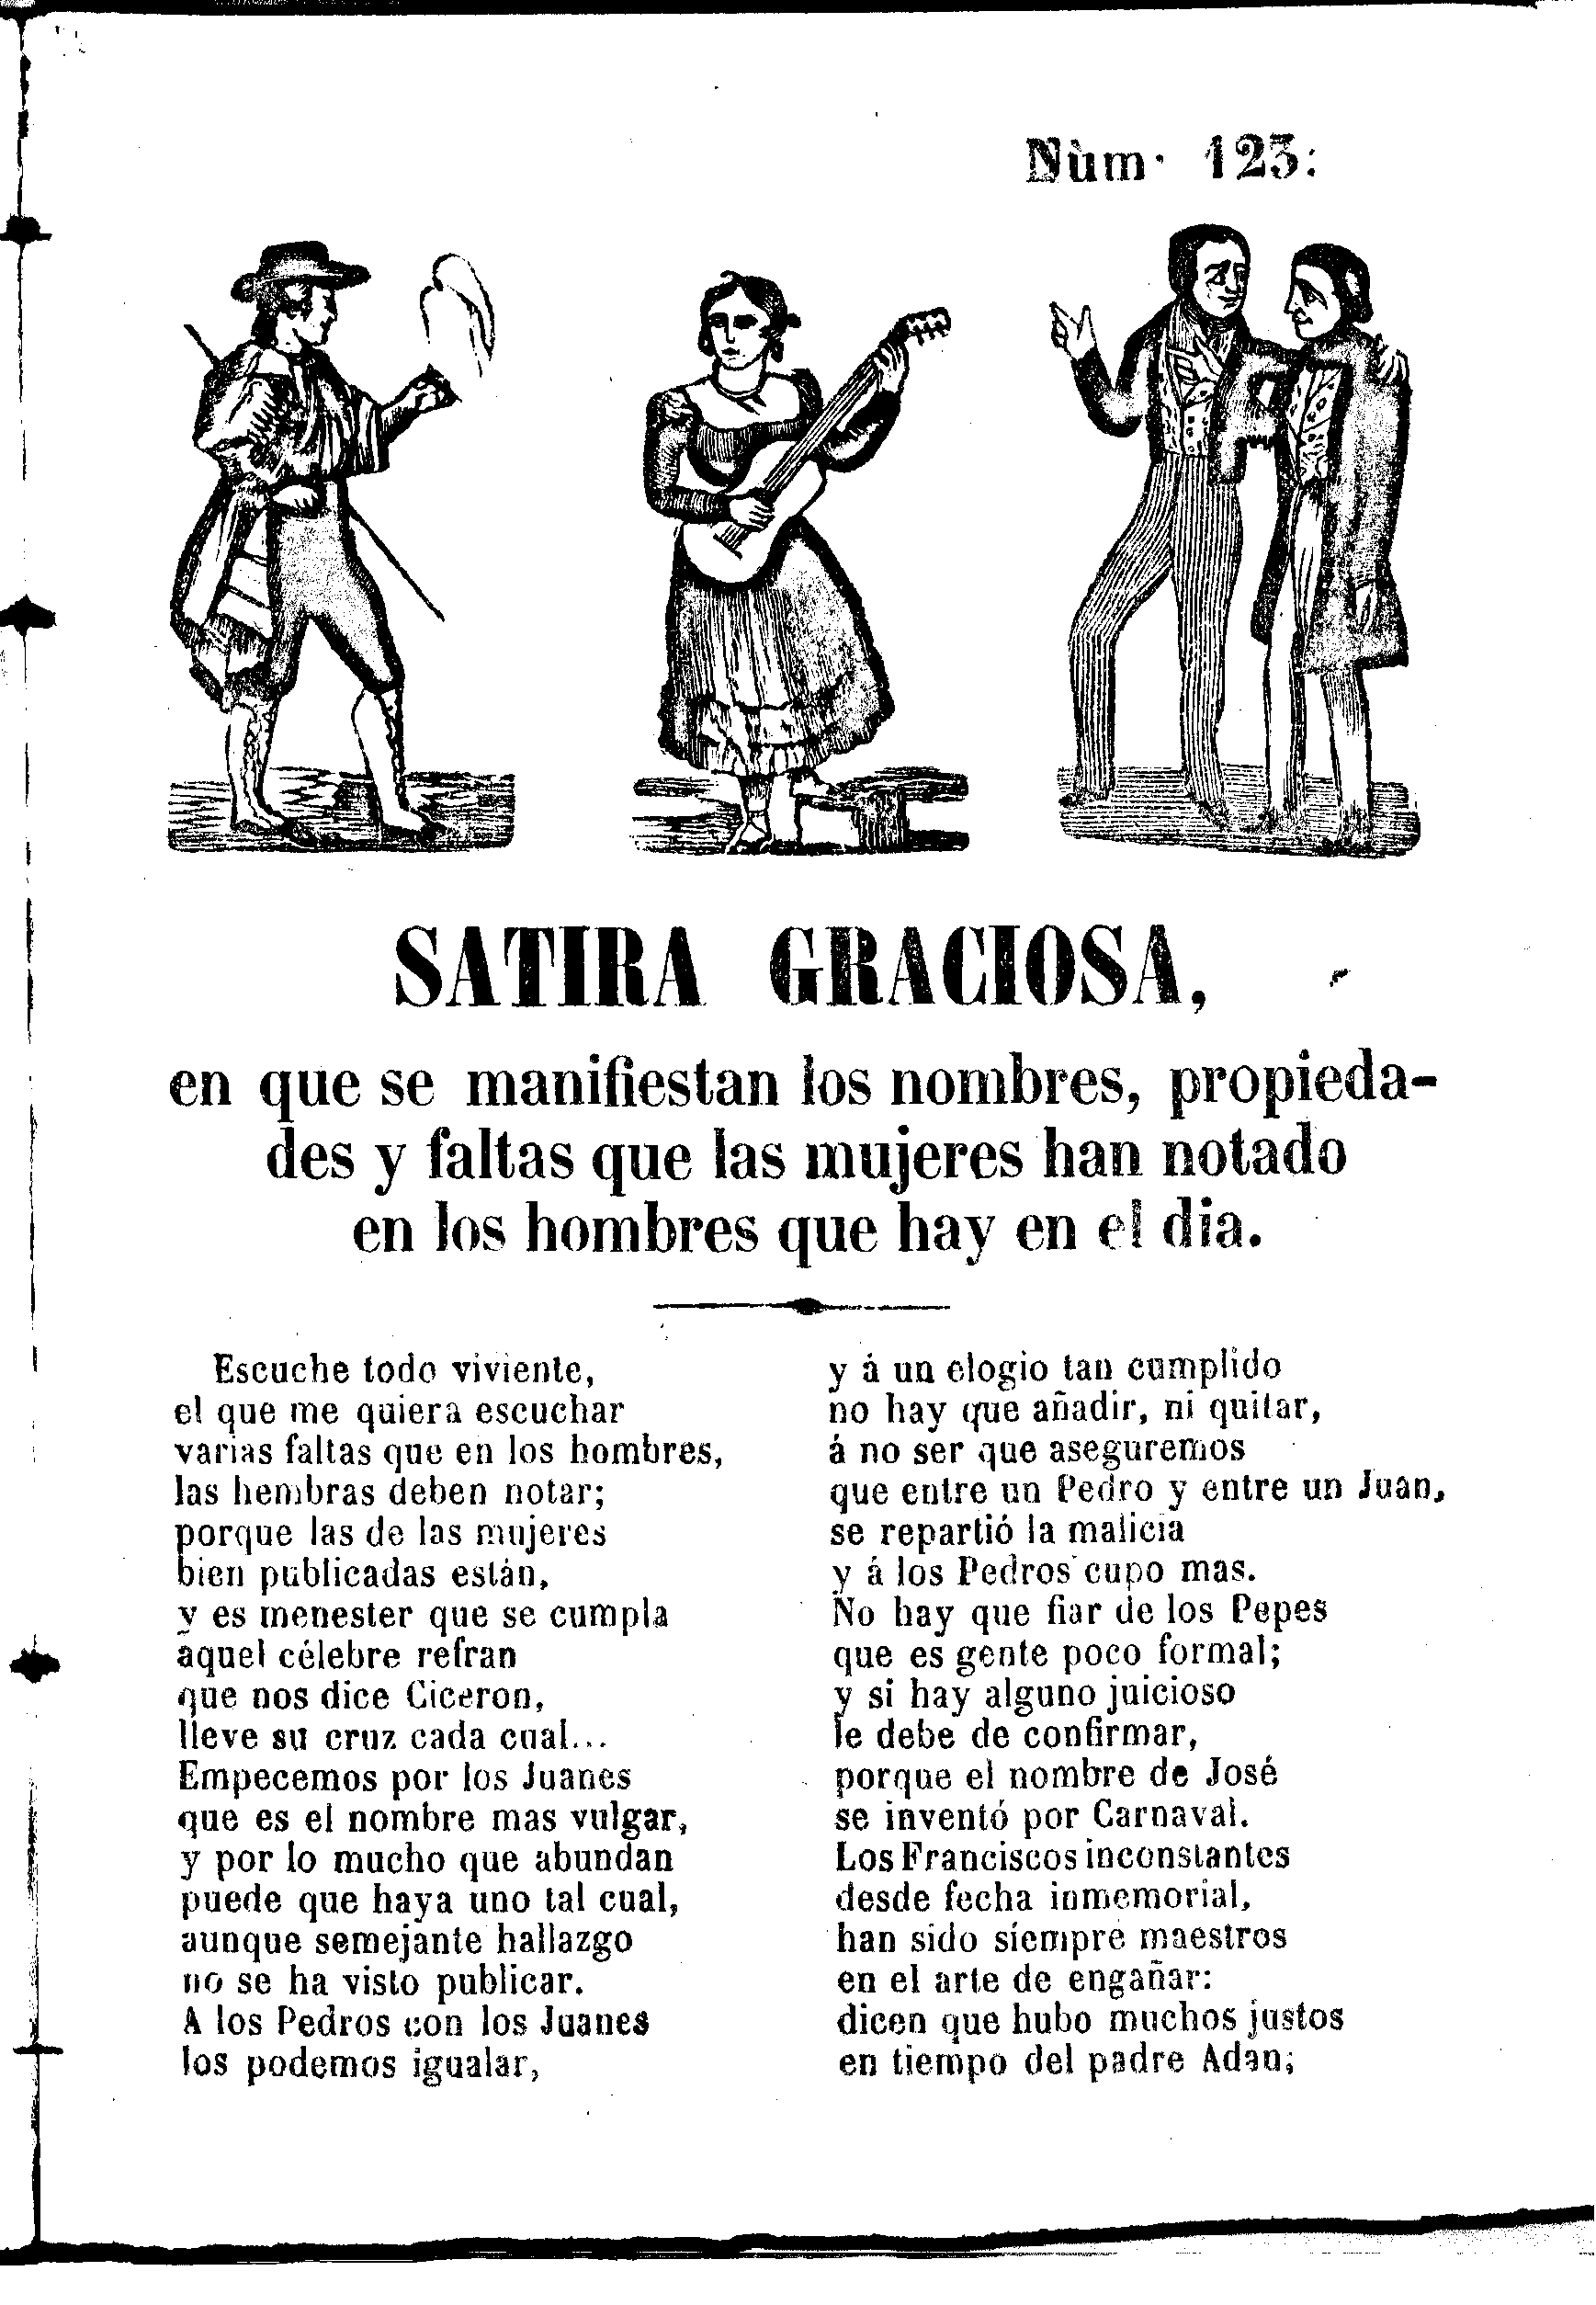 Nùm. 123:
SATIRA GRACIOSA,
en que se manifiestan los nombres, propieda-
des y faltas que las mujeres han notado
en los hombres que hay en el dia.
Escuche todo viviente,
el que me quiera escuchar
varias faltas que en los hombres,
las hembras deben notar;
porque las de las mujeres
bien publicadas están,
y es menester que se cumpla
aquel célebre refran
que nos dice Ciceron,
lleve su cruz cada cual...
Empecemos por los Juanes
que es el nombre mas vulgar,
y por lo mucho que abundan
puede que haya uno tal cual,
aunque semejante hallazgo
no se ha visto publicar.
A los Pedros con los Juanes
los podemos igualar,
y á un elogio tan cumplido
no hay que añadir, ni quitar,
á no ser que aseguremos
que entre un Pedro y entre un Juan,
se repartió la malicia
y á los Pedros cupo mas.
No hay que fiar de los Pepes
que es gente poco formal;
y si hay alguno juicioso
le debe de confirmar,
porque el nombre de José
se inventó por Carnaval.
Los Franciscos inconstantes
desde fecha inmemorial,
han sido siempre maestros
en el arte de engañar:
dicen que hubo muchos justos
en tiempo del padre Adan;